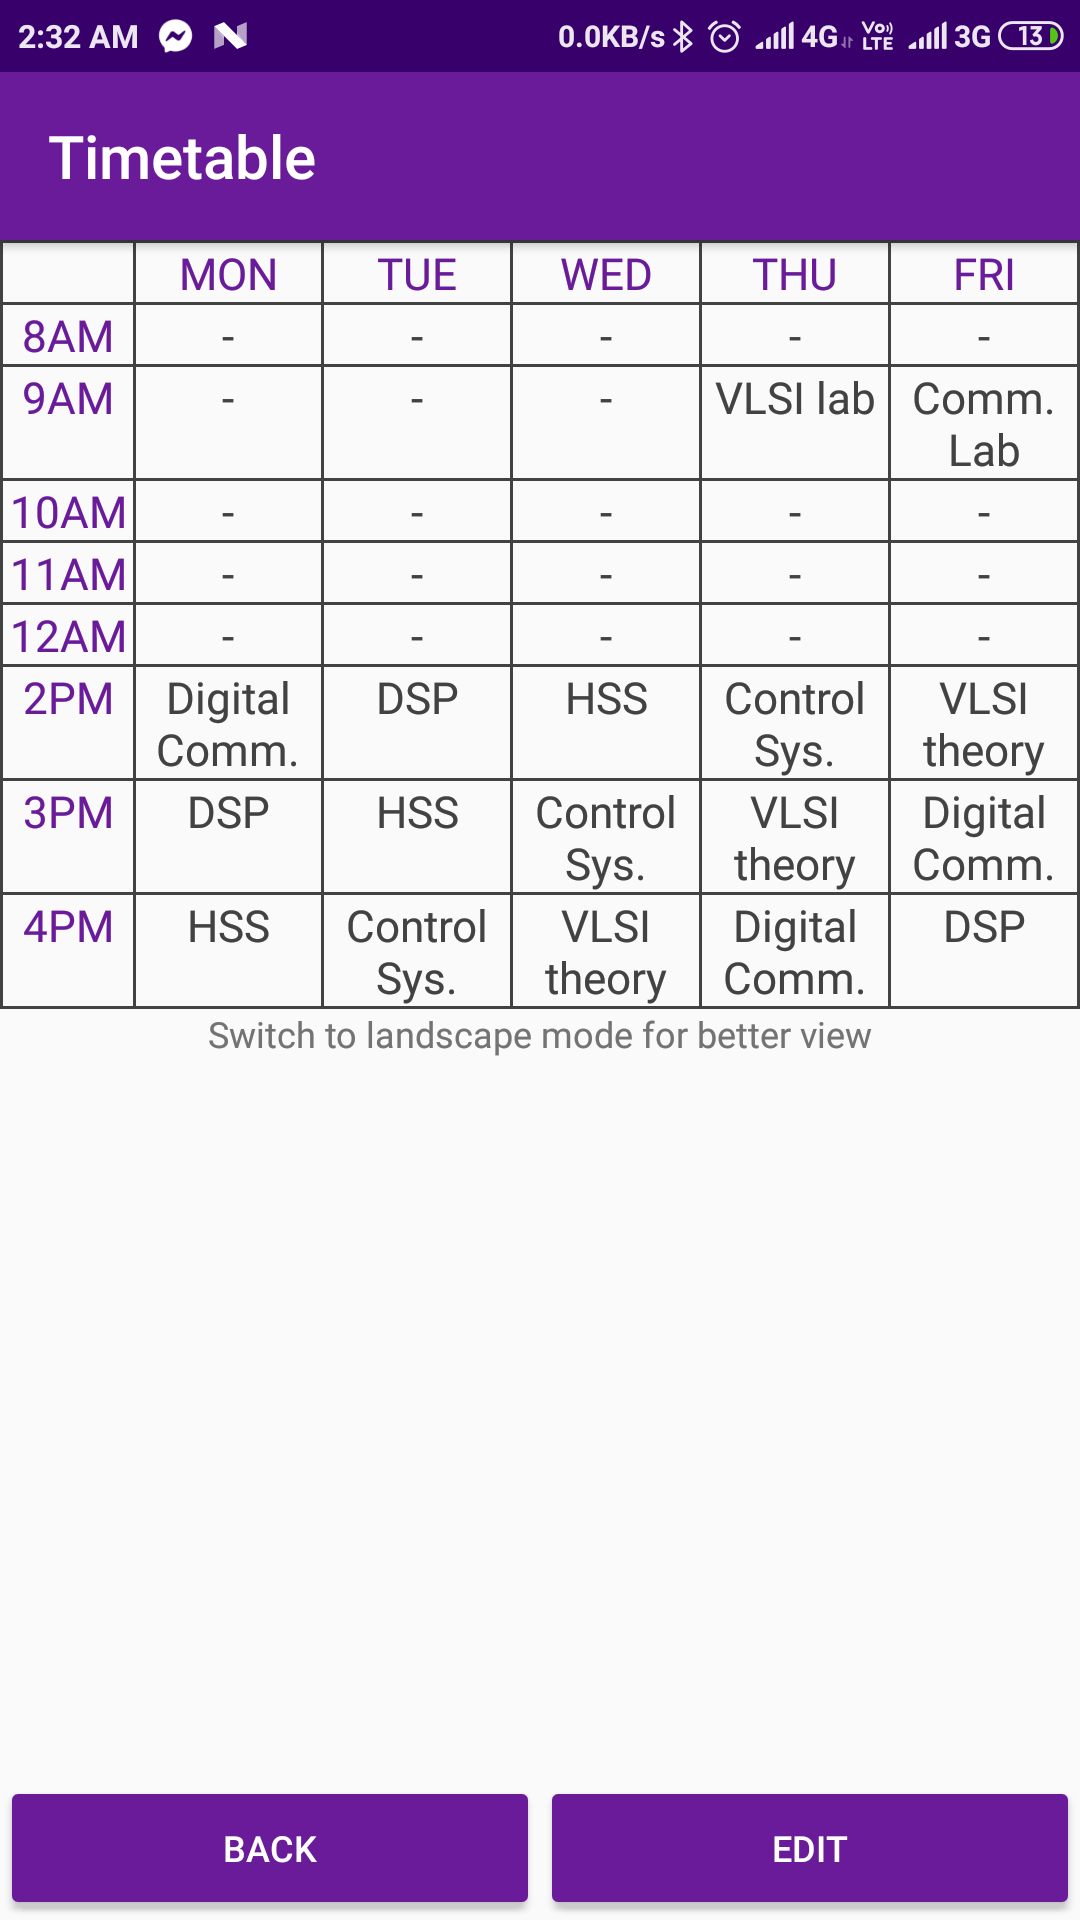 2:32 AM 0.0KB/s 4G VoLTE 3G 13
Timetable
MON TUE WED THU FRI
8AM - - - - -
9AM - - - VLSI lab Comm.
Lab
10AM - - - - -
11AM - - - - -
12AM - - - - -
2PM Digital DSP HSS Control VLSI
Comm. Sys. theory
3PM DSP HSS Control VLSI Digital
Sys. theory Comm.
4PM HSS Control VLSI Digital DSP
Sys. theory Comm.
Switch to landscape mode for better view
BACK EDIT